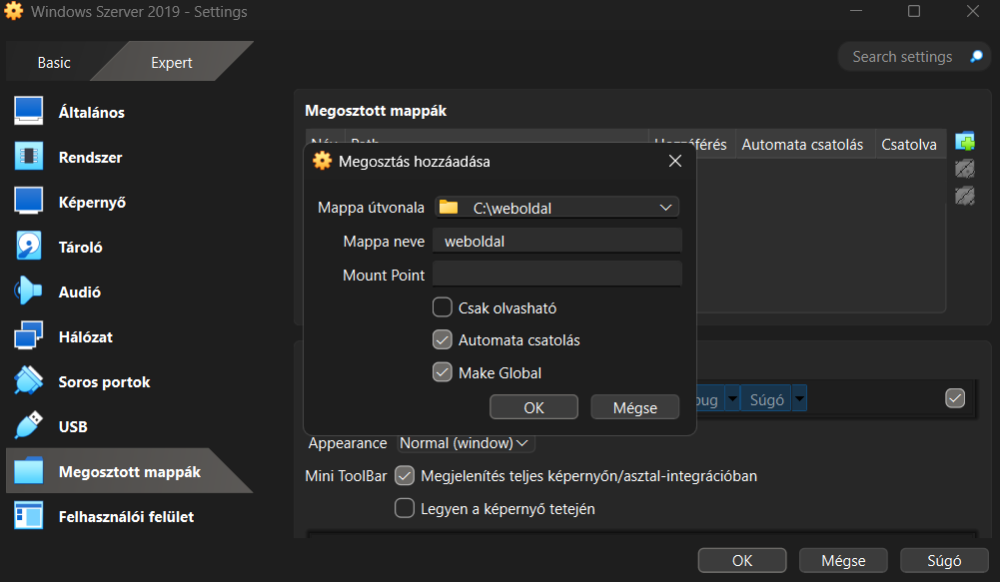 Windows Szerver 2019 - Settings
Basic
Expert
Search settings
Általános
Rendszer
Képernyő
Tároló
Audió
Hálózat
Soros portok
USB
Megosztott mappák
Felhasználói felület
Megosztott mappák
Név Path Hozzáférés Automata csatolás Csatolva
Megosztás hozzáadása
Mappa útvonala C:\weboldal
Mappa neve weboldal
Mount Point
Csak olvasható
Automata csatolás
Make Global
OK Mégse
Súgó
Appearance Normal (window)
Mini ToolBar Megjelenítés teljes képernyőn/asztal-integrációban
Legyen a képernyő tetején
OK Mégse Súgó